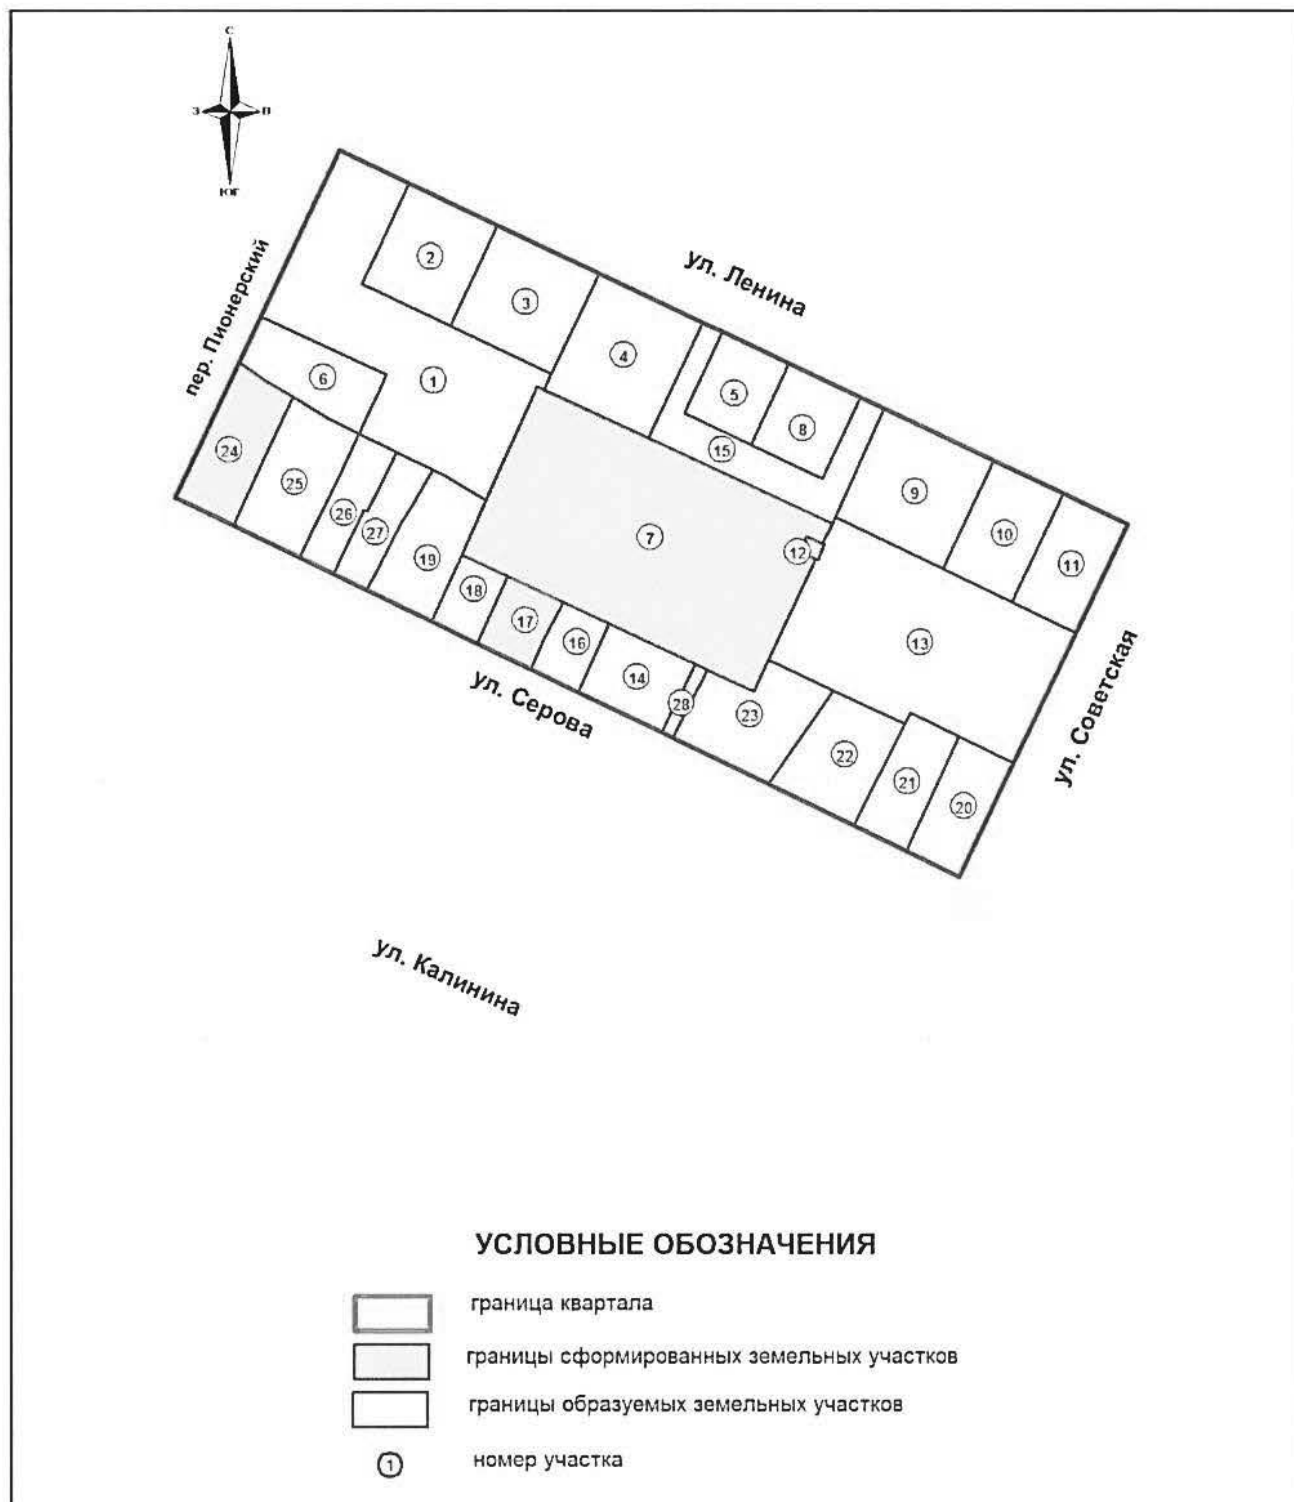 С
З
В
ЮГ
ул. Ленина
пер. Пионерский
2
3
4
6
1
5
8
15
24
25
26
27
19
7
12
9
10
11
13
18
17
16
14
28
23
22
21
20
ул. Серова
ул. Советская
ул. Калинина
УСЛОВНЫЕ ОБОЗНАЧЕНИЯ
граница квартала
границы сформированных земельных участков
границы образуемых земельных участков
1 номер участка